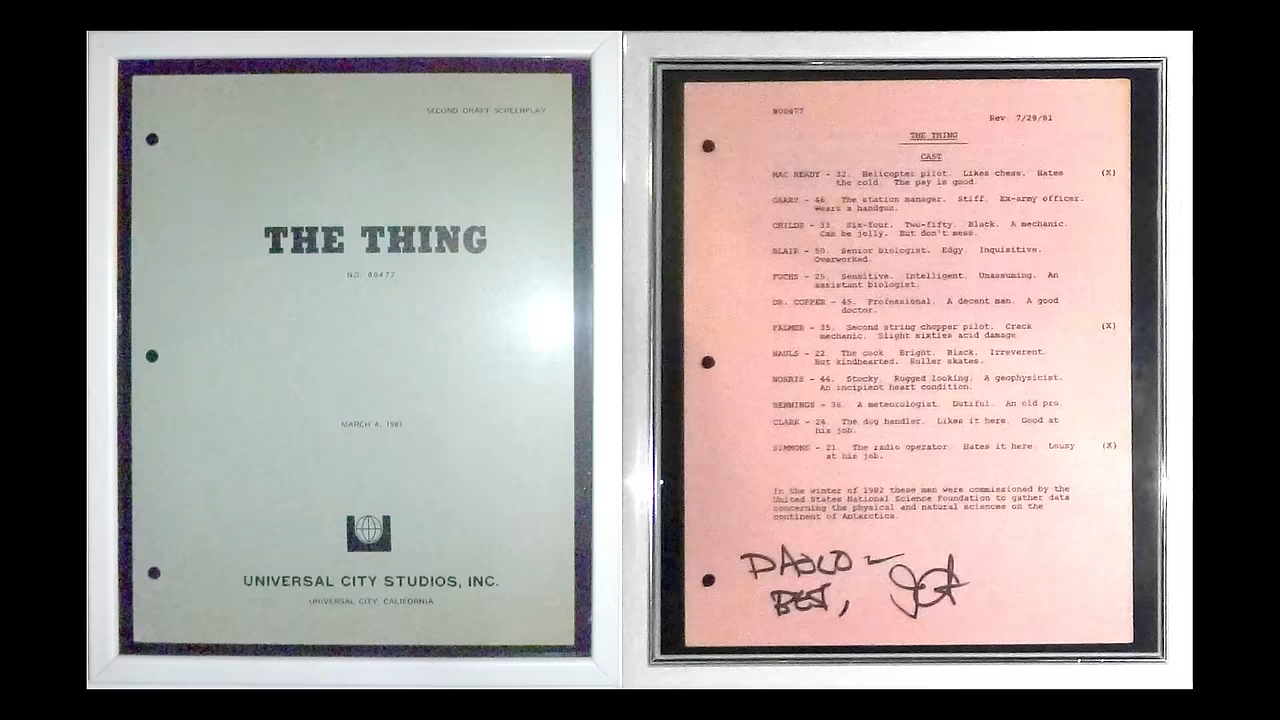 SECOND DRAFT SCREENPLAY
THE THING
NO. 00477
MARCH 4, 1981
UNIVERSAL CITY STUDIOS, INC.
UNIVERSAL CITY, CALIFORNIA
#00477
Rev. 7/29/81
THE THING
CAST
MAC READY - 32. Helicopter pilot. Likes chess. Hates (X)
the cold. The pay is good.
GARRY - 46. The station manager. Stiff. Ex-army officer.
Wears a handgun.
CHILDS - 33. Six-four. Two-fifty. Black. A mechanic.
Can be jolly. But don't mess.
BLAIR - 50. Senior biologist. Edgy. Inquisitive.
Overworked.
FUCHS - 25. Sensitive. Intelligent. Unassuming. An
assistant biologist.
DR. COPPER - 45. Professional. A decent man. A good
doctor.
PALMER - 35. Second string chopper pilot. Crack (X)
mechanic. Slight sixties acid damage.
NAULS - 22. The cook. Bright. Black. Irreverent.
But kindhearted. Roller skates.
NORRIS - 44. Stocky. Rugged looking. A geophysicist.
An incipient heart condition.
BENNINGS - 38. A meteorologist. Dutiful. An old pro.
CLARK - 24. The dog handler. Likes it here. Good at
his job.
SIMMONS - 21. The radio operator. Hates it here. Lousy (X)
at his job.
In the winter of 1982 these men were commissioned by the
United States National Science Foundation to gather data
concerning the physical and natural sciences on the
continent of Antarctica.
BEST,